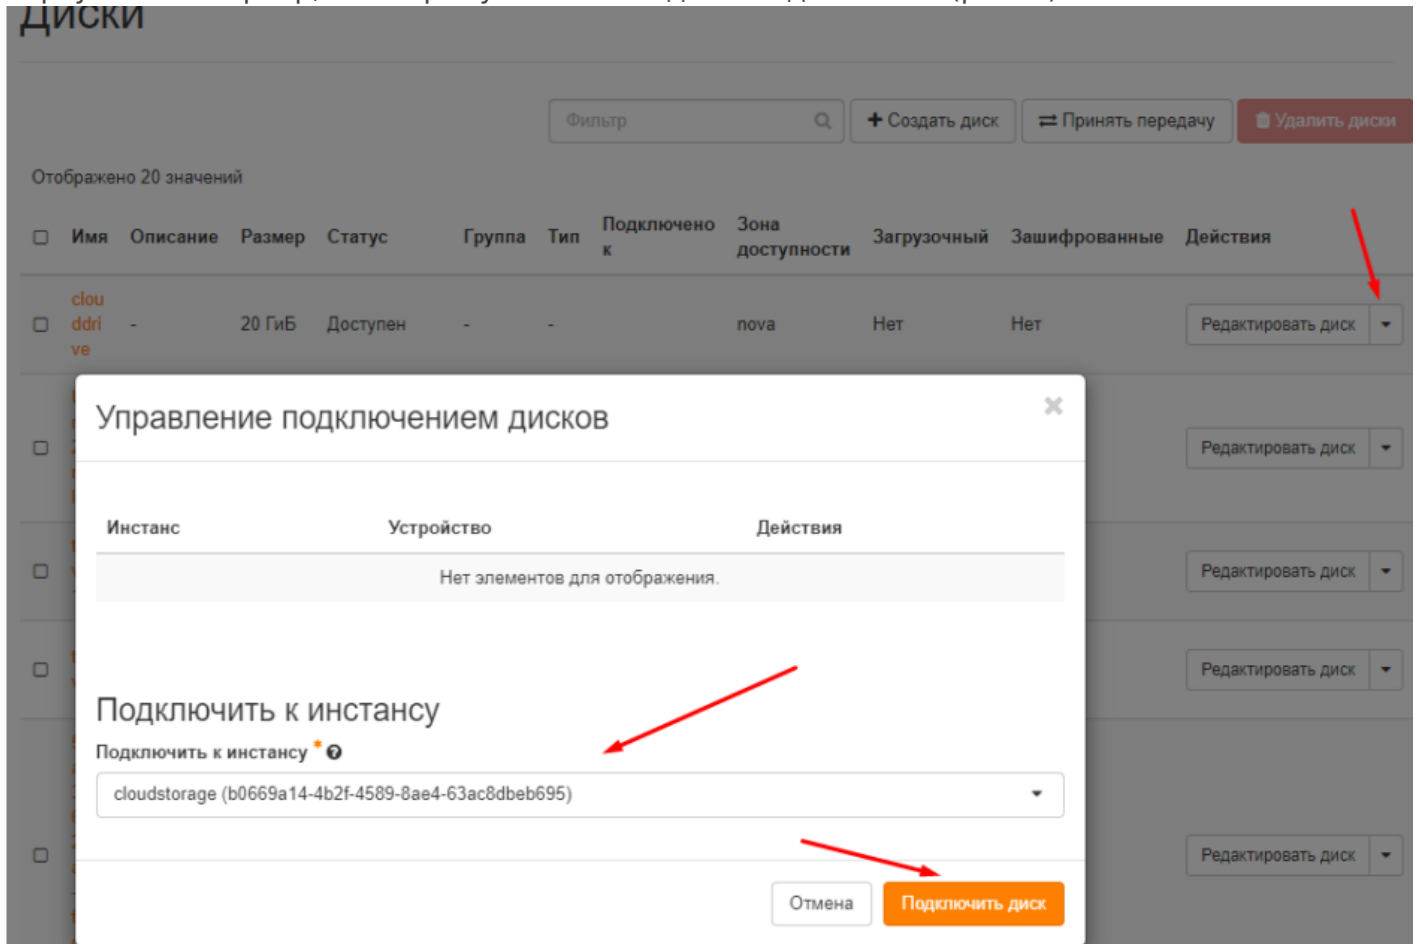 Диски
Фильтр
Создать диск
Принять передачу
Удалить диски
Отображено 20 значений
Имя Описание Размер Статус Группа Тип Подключено к Зона доступности Загрузочный Зашифрованные Действия
clou
ddri
ve
- 20 ГиБ Доступен - - nova Нет Нет Редактировать диск
Управление подключением дисков
Редактировать диск
Инстанс Устройство Действия
Нет элементов для отображения.
Редактировать диск
Редактировать диск
Подключить к инстансу
Подключить к инстансу *
cloudstorage (b0669a14-4b2f-4589-8ae4-63ac8dbeb695)
Редактировать диск
Отмена
Подключить диск